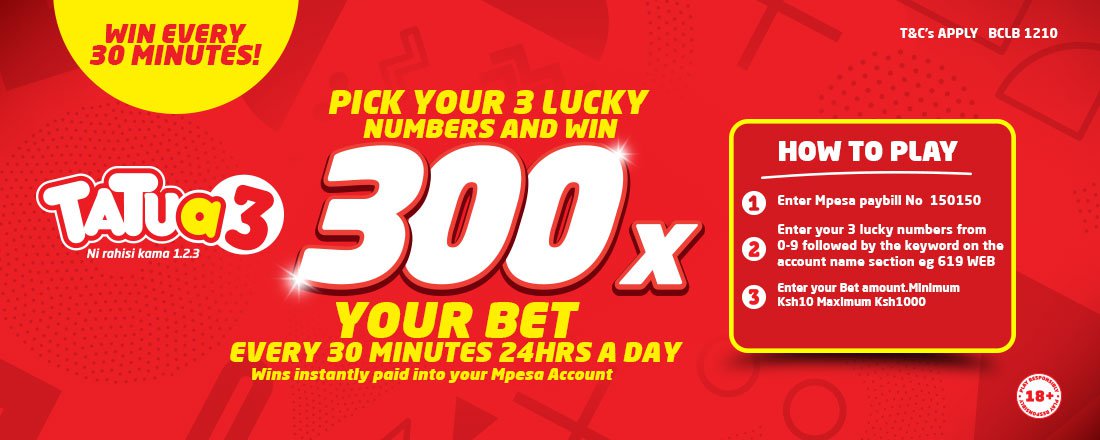 WIN EVERY
30 MINUTES!
T&C's APPLY BCLB 1210
PICK YOUR 3 LUCKY
NUMBERS AND WIN
300x
YOUR BET
EVERY 30 MINUTES 24HRS A DAY
Wins instantly paid into your Mpesa Account
TATUa3
Ni rahisi kama 1.2.3
HOW TO PLAY
1 Enter Mpesa paybill No 150150
2 Enter your 3 lucky numbers from
0-9 followed by the keyword on the
account name section eg 619 WEB
3 Enter your Bet amount.Minimum
Ksh10 Maximum Ksh1000
PLAY RESPONSIBLY
18+
PLAY RESPONSIBLY